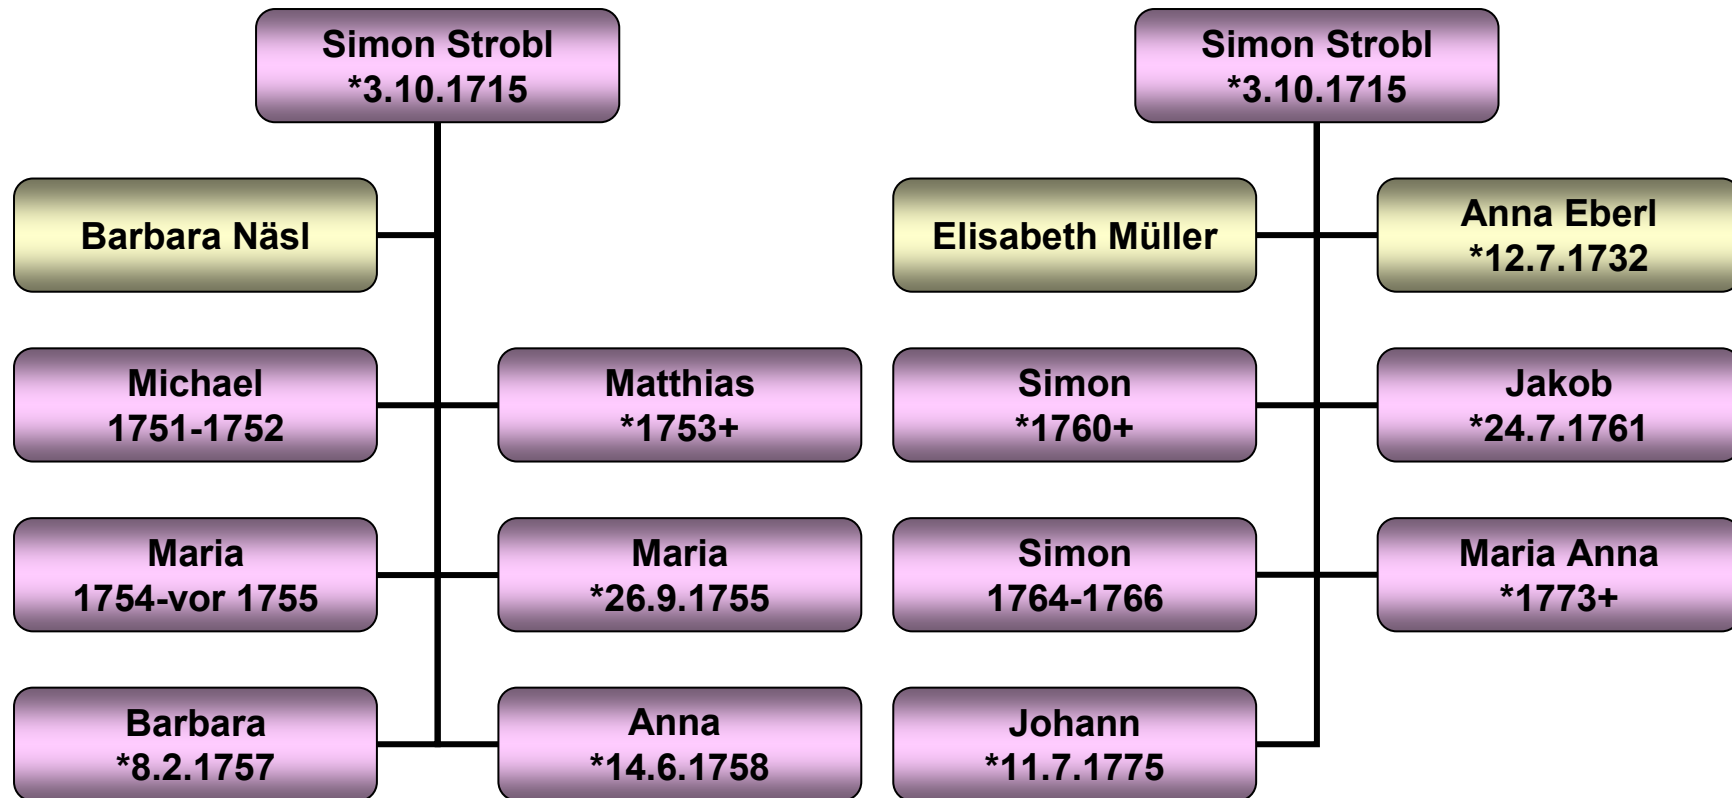 Simon Strobl
*3.10.1715
Barbara Näsl
Michael
1751-1752
Matthias
*1753+
Maria
1754-vor 1755
Maria
*26.9.1755
Barbara
*8.2.1757
Anna
*14.6.1758
Simon Strobl
*3.10.1715
Elisabeth Müller
Anna Eberl
*12.7.1732
Simon
*1760+
Jakob
*24.7.1761
Simon
1764-1766
Maria Anna
*1773+
Johann
*11.7.1775